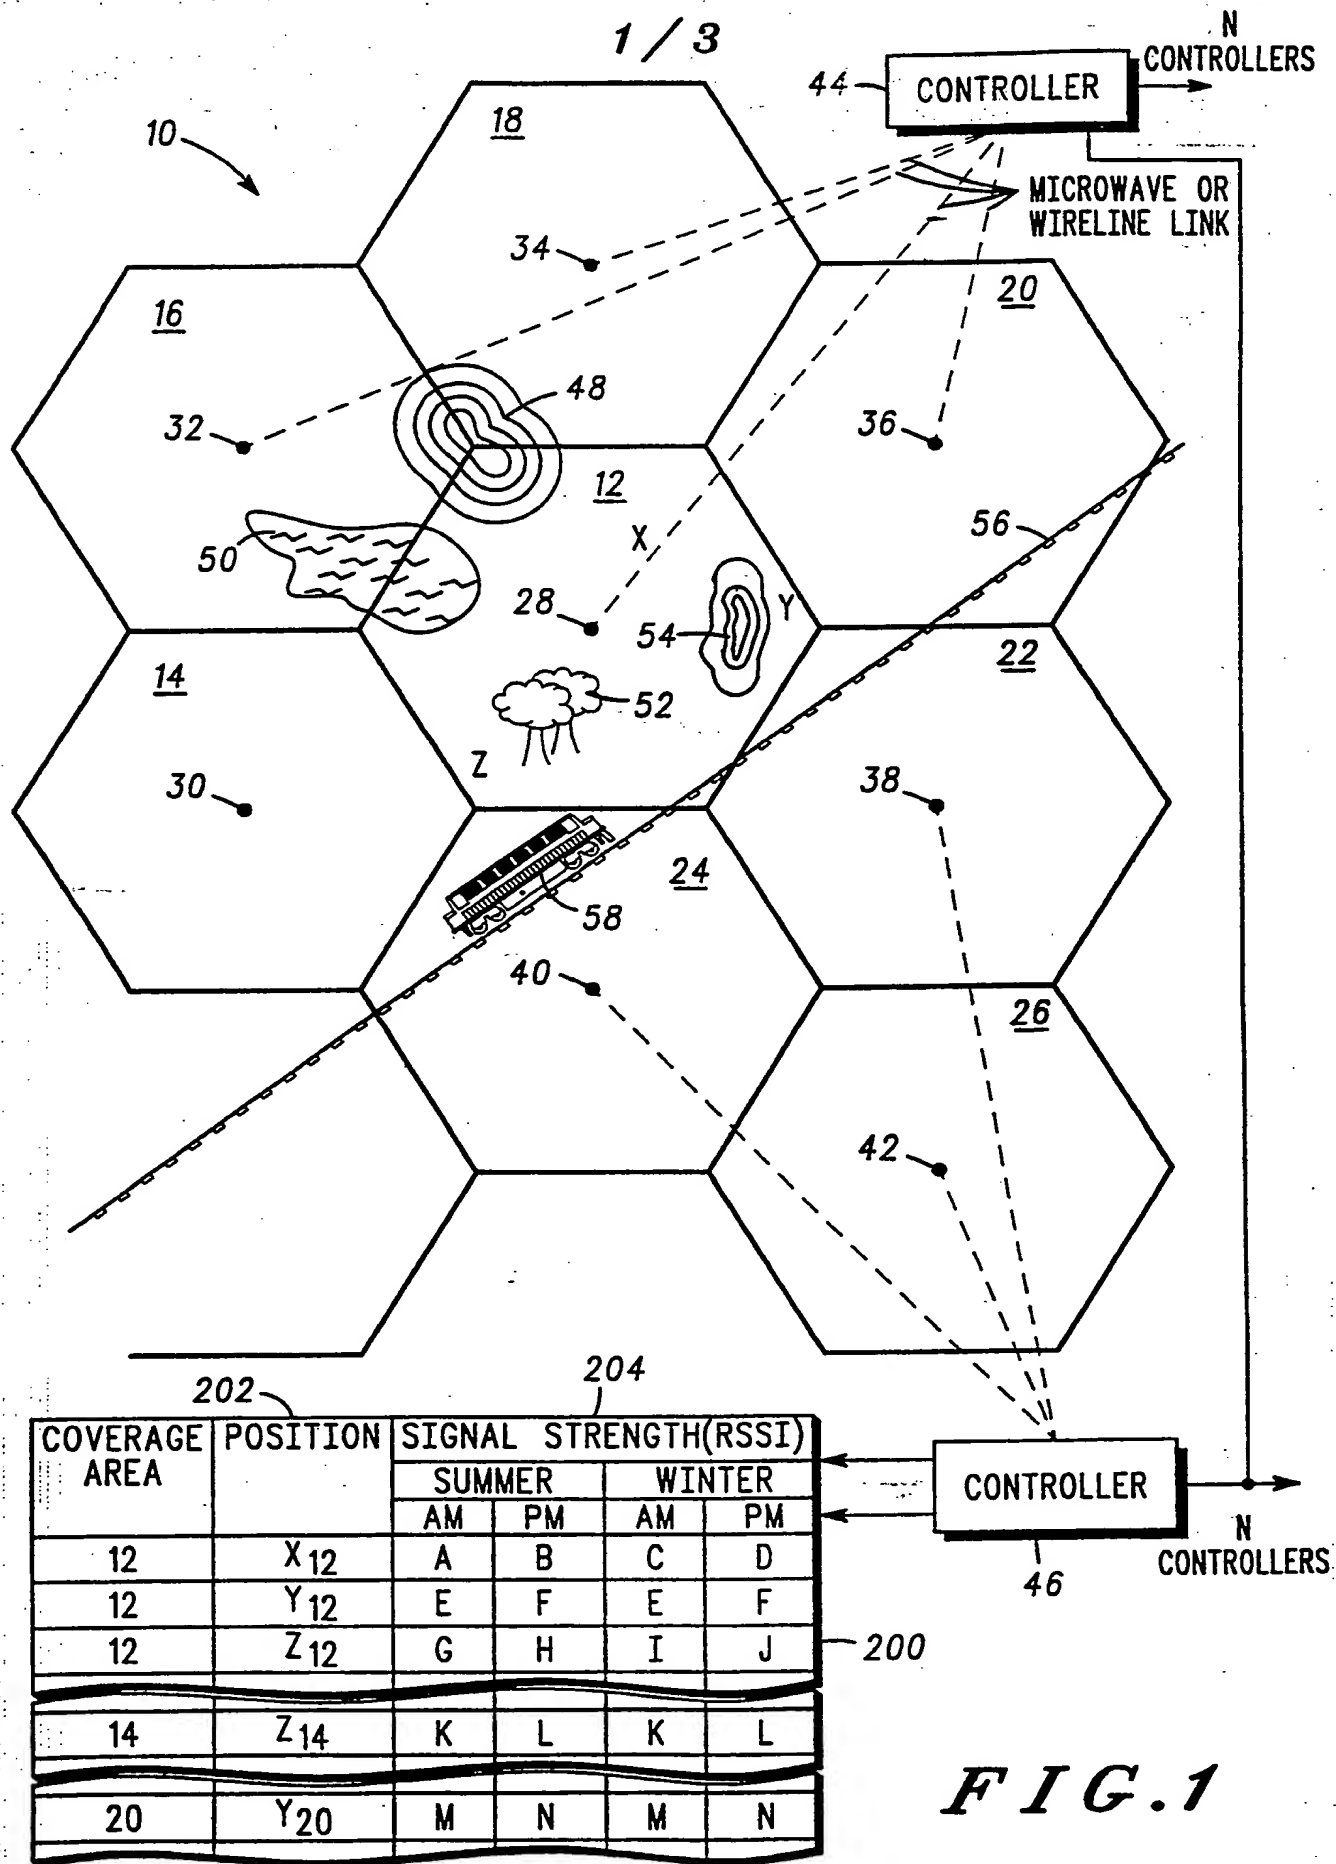 1/3
N
CONTROLLERS
44
CONTROLLER
10
18
MICROWAVE OR
WIRELINE LINK
34
16
20
48
32
36
12
X
56
50
28
Y
54
14
22
52
Z
30
38
24
58
40
26
42
202
204
COVERAGE AREA POSITION SIGNAL STRENGTH(RSSI)
SUMMER WINTER
AM PM AM PM
12 X12 A B C D
12 Y12 E F E F
12 Z12 G H I J
14 Z14 K L K L
20 Y20 M N M N
CONTROLLER
N
CONTROLLERS
46
200
FIG.1